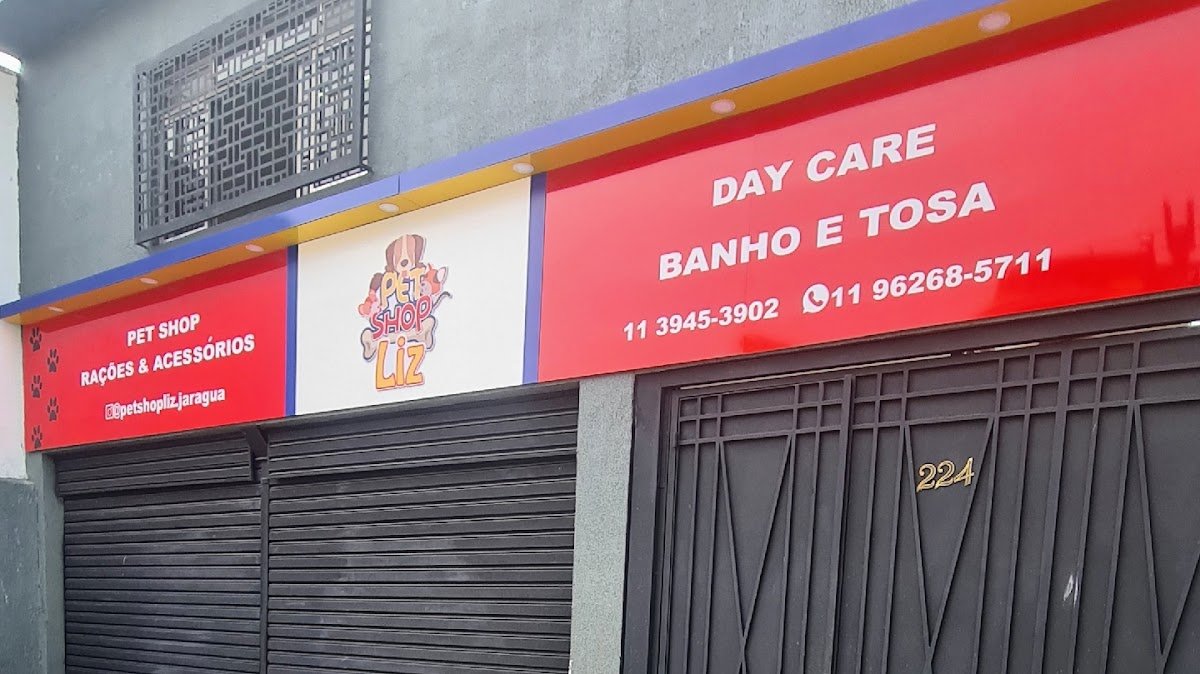 PET SHOP
RAÇÕES & ACESSÓRIOS
@petshopliz.jaragua
PET
SHOP
Liz
DAY CARE
BANHO E TOSA
11 3945-3902 11 96268-5711
224